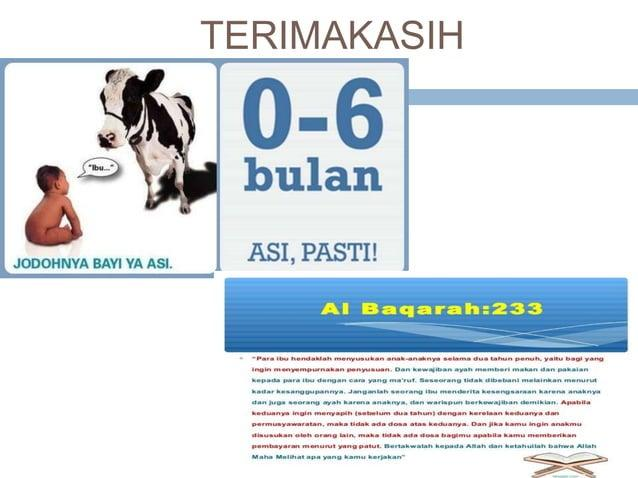 TERIMAKASIH
"Ibu..."
JODOHNYA BAYI YA ASI.
0-6
bulan
ASI, PASTI!
Al Baqarah:233
"Para ibu hendaklah menyusukan anak-anaknya selama dua tahun penuh, yaitu bagi yang
ingin menyempurnakan penyusuan. Dan kewajiban ayah memberi makan dan pakaian
kepada para ibu dengan cara yang ma'ruf. Seseorang tidak dibebani melainkan menurut
kadar kesanggupannya. Janganlah seorang ibu menderita kesengsaraan karena anaknya
dan juga seorang ayah karena anaknya, dan warispun berkewajiban demikian. Apabila
keduanya ingin menyapih (sebelum dua tahun) dengan kerelaan keduanya dan
permusyawaratan, maka tidak ada dosa atas keduanya. Dan jika kamu ingin anakmu
disusukan oleh orang lain, maka tidak ada dosa bagimu apabila kamu memberikan
pembayaran menurut yang patut. Bertakwalah kepada Allah dan ketahuilah bahwa Allah
Maha Melihat apa yang kamu kerjakan"